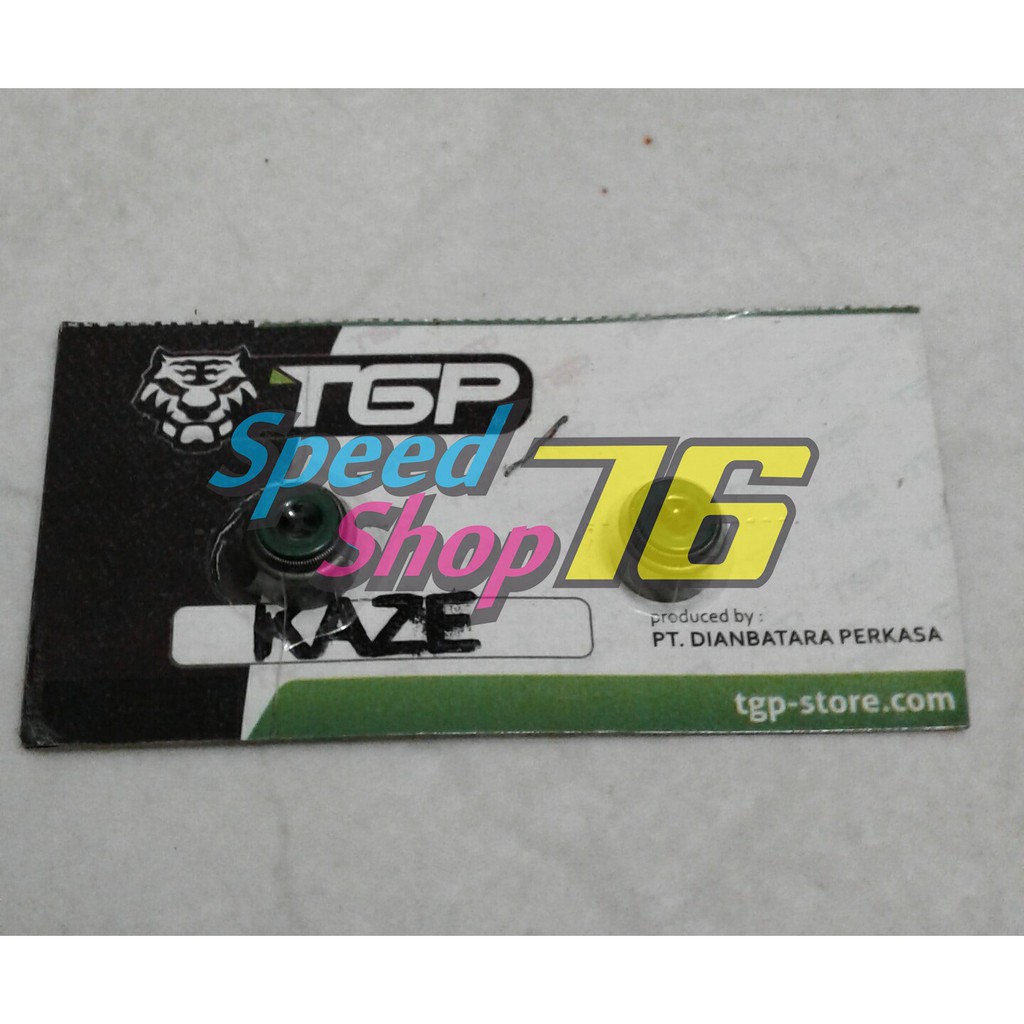 TGP
Speed
Shop 76
KAZE
produced by :
PT. DIANBATARA PERKASA
tgp-store.com